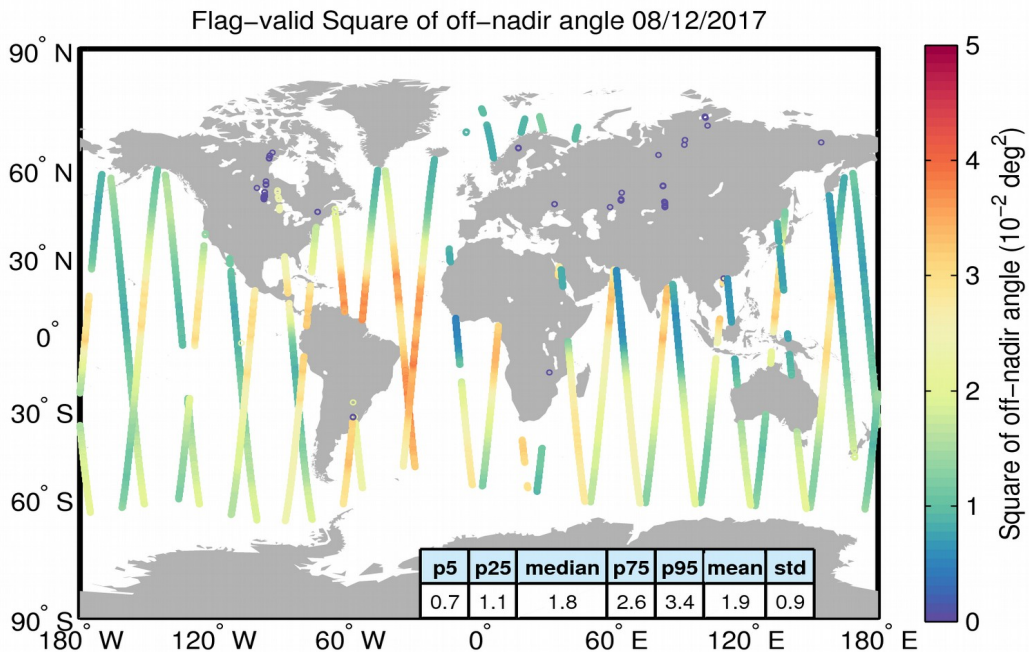 Flag−valid Square of off−nadir angle 08/12/2017
90° N
60° N
30° N
0°
30° S
60° S
90° S
180° W
120° W
60° W
0°
60° E
120° E
180° E
p5 p25 median p75 p95 mean std
0.7 1.1 1.8 2.6 3.4 1.9 0.9
5
4
3
2
1
0
Square of off−nadir angle (10⁻² deg²)